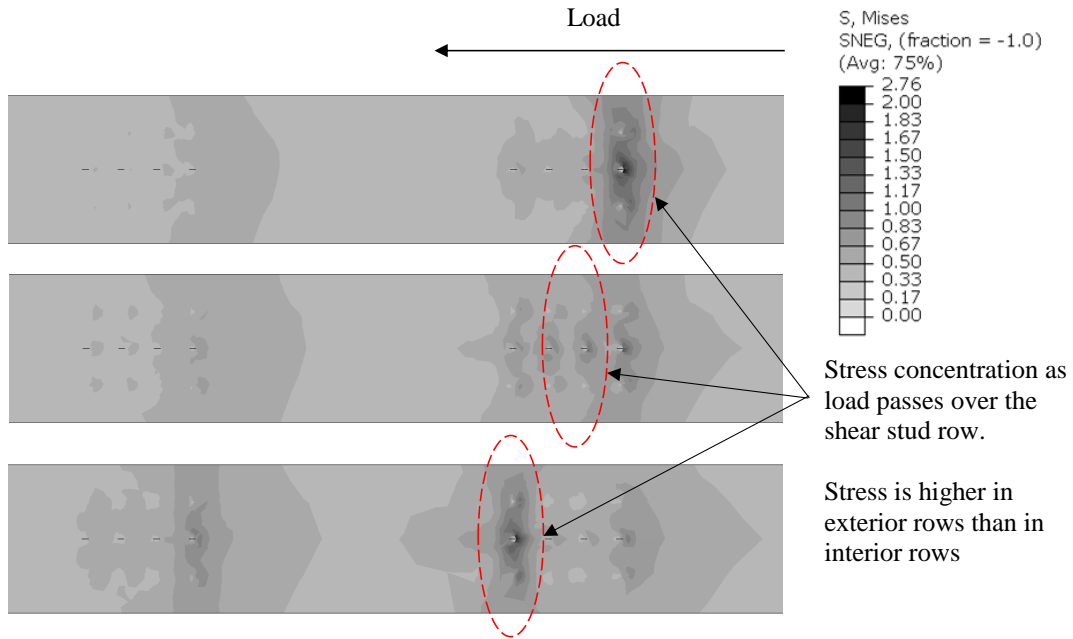 Load
S, Mises
SNEG, (fraction = -1.0)
(Avg: 75%)
2.76
2.00
1.83
1.67
1.50
1.33
1.17
1.00
0.83
0.67
0.50
0.33
0.17
0.00
Stress concentration as
load passes over the
shear stud row.
Stress is higher in
exterior rows than in
interior rows